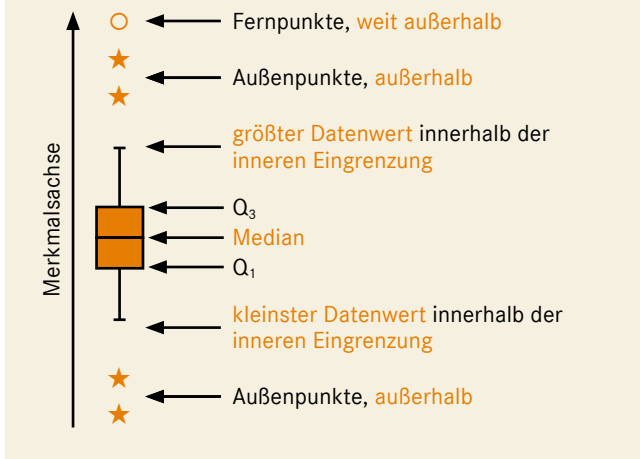 Fernpunkte, weit außerhalb
Außenpunkte, außerhalb
größter Datenwert innerhalb der
inneren Eingrenzung
Merkmalsachse
Q₃
Median
Q₁
kleinster Datenwert innerhalb der
inneren Eingrenzung
Außenpunkte, außerhalb